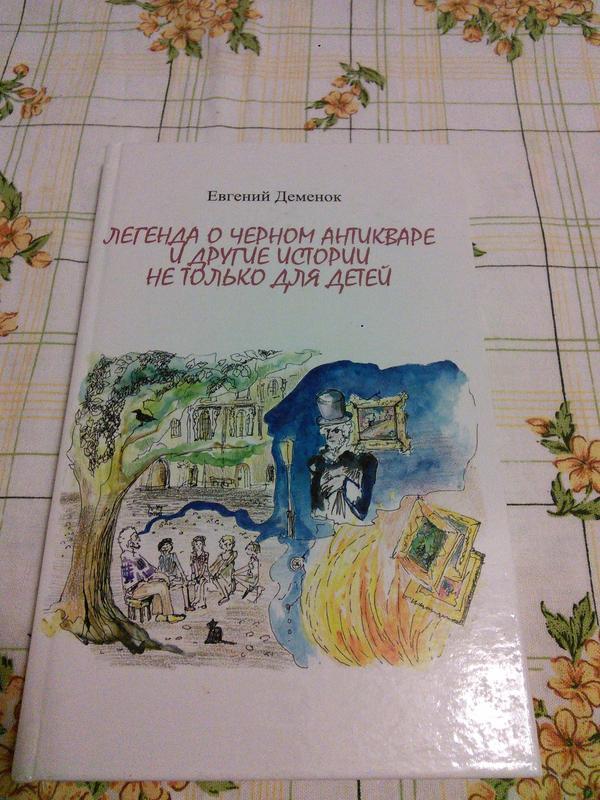 Евгений Деменок
ЛЕГЕНДА О ЧЕРНОМ АНТИКВАРЕ
И ДРУГИЕ ИСТОРИИ
НЕ ТОЛЬКО ДЛЯ ДЕТЕЙ